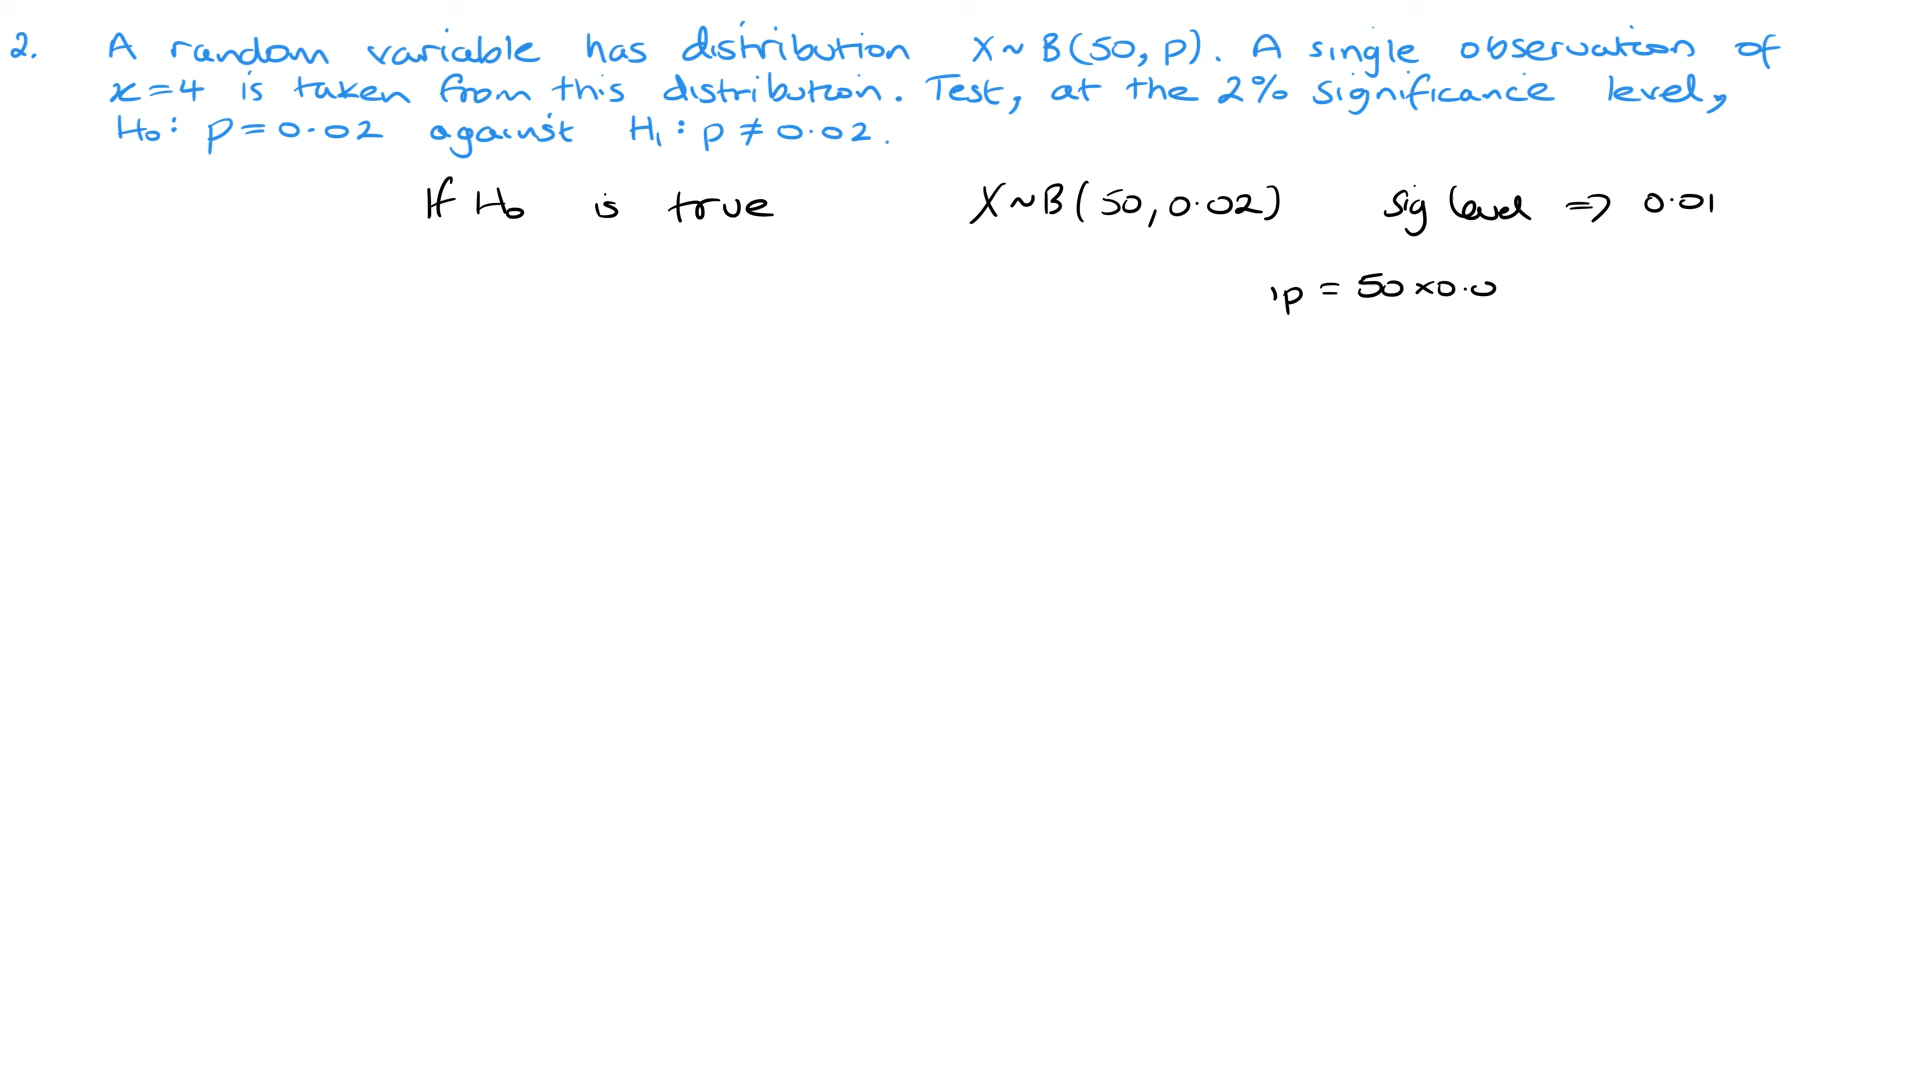 2. A random variable has distribution X~B(50, p). A single observation of
x=4 is taken from this distribution. Test, at the 2% significance level,
H₀: p=0.02 against H₁: p≠0.02.
If H₀ is true X~B(50, 0.02) Sig level ⇒ 0.01
p = 50×0.0